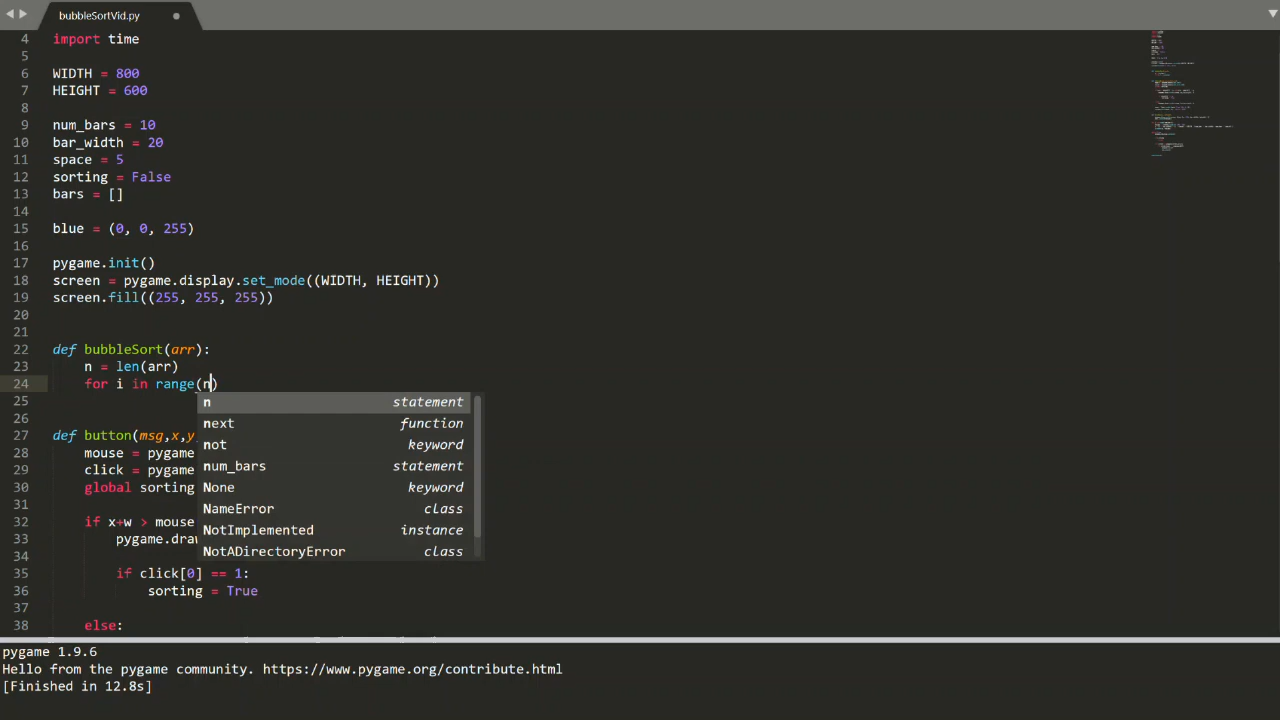 bubbleSortVid.py
4 import time
5
6 WIDTH = 800
7 HEIGHT = 600
8
9 num_bars = 10
10 bar_width = 20
11 space = 5
12 sorting = False
13 bars = []
14
15 blue = (0, 0, 255)
16
17 pygame.init()
18 screen = pygame.display.set_mode((WIDTH, HEIGHT))
19 screen.fill((255, 255, 255))
20
21
22 def bubbleSort(arr):
23 n = len(arr)
24 for i in range(n)
n statement
25
next function
26
not keyword
27 def button(msg,x,y
28 mouse = pygame
num_bars statement
29 click = pygame
30 global sorting
None keyword
31
NameError class
32 if x+w > mouse
NotImplemented instance
33 pygame.draw
34
NotADirectoryError class
35 if click[0] == 1:
36 sorting = True
37
38 else:
pygame 1.9.6
Hello from the pygame community. https://www.pygame.org/contribute.html
[Finished in 12.8s]